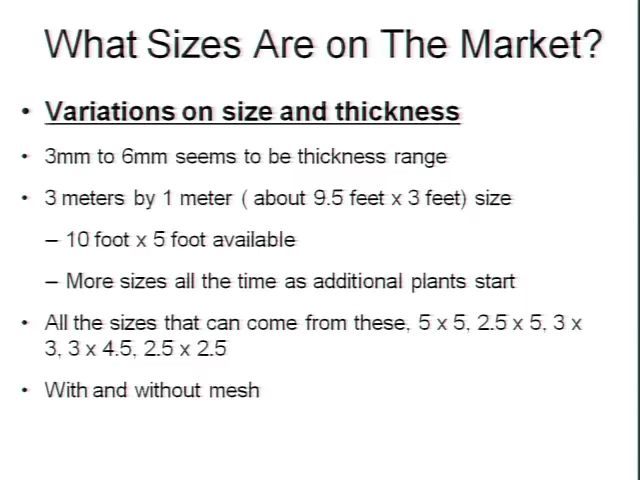 What Sizes Are on The Market?
• Variations on size and thickness
• 3mm to 6mm seems to be thickness range
• 3 meters by 1 meter ( about 9.5 feet x 3 feet) size
– 10 foot x 5 foot available
– More sizes all the time as additional plants start
• All the sizes that can come from these, 5 x 5, 2.5 x 5, 3 x
3, 3 x 4.5, 2.5 x 2.5
• With and without mesh